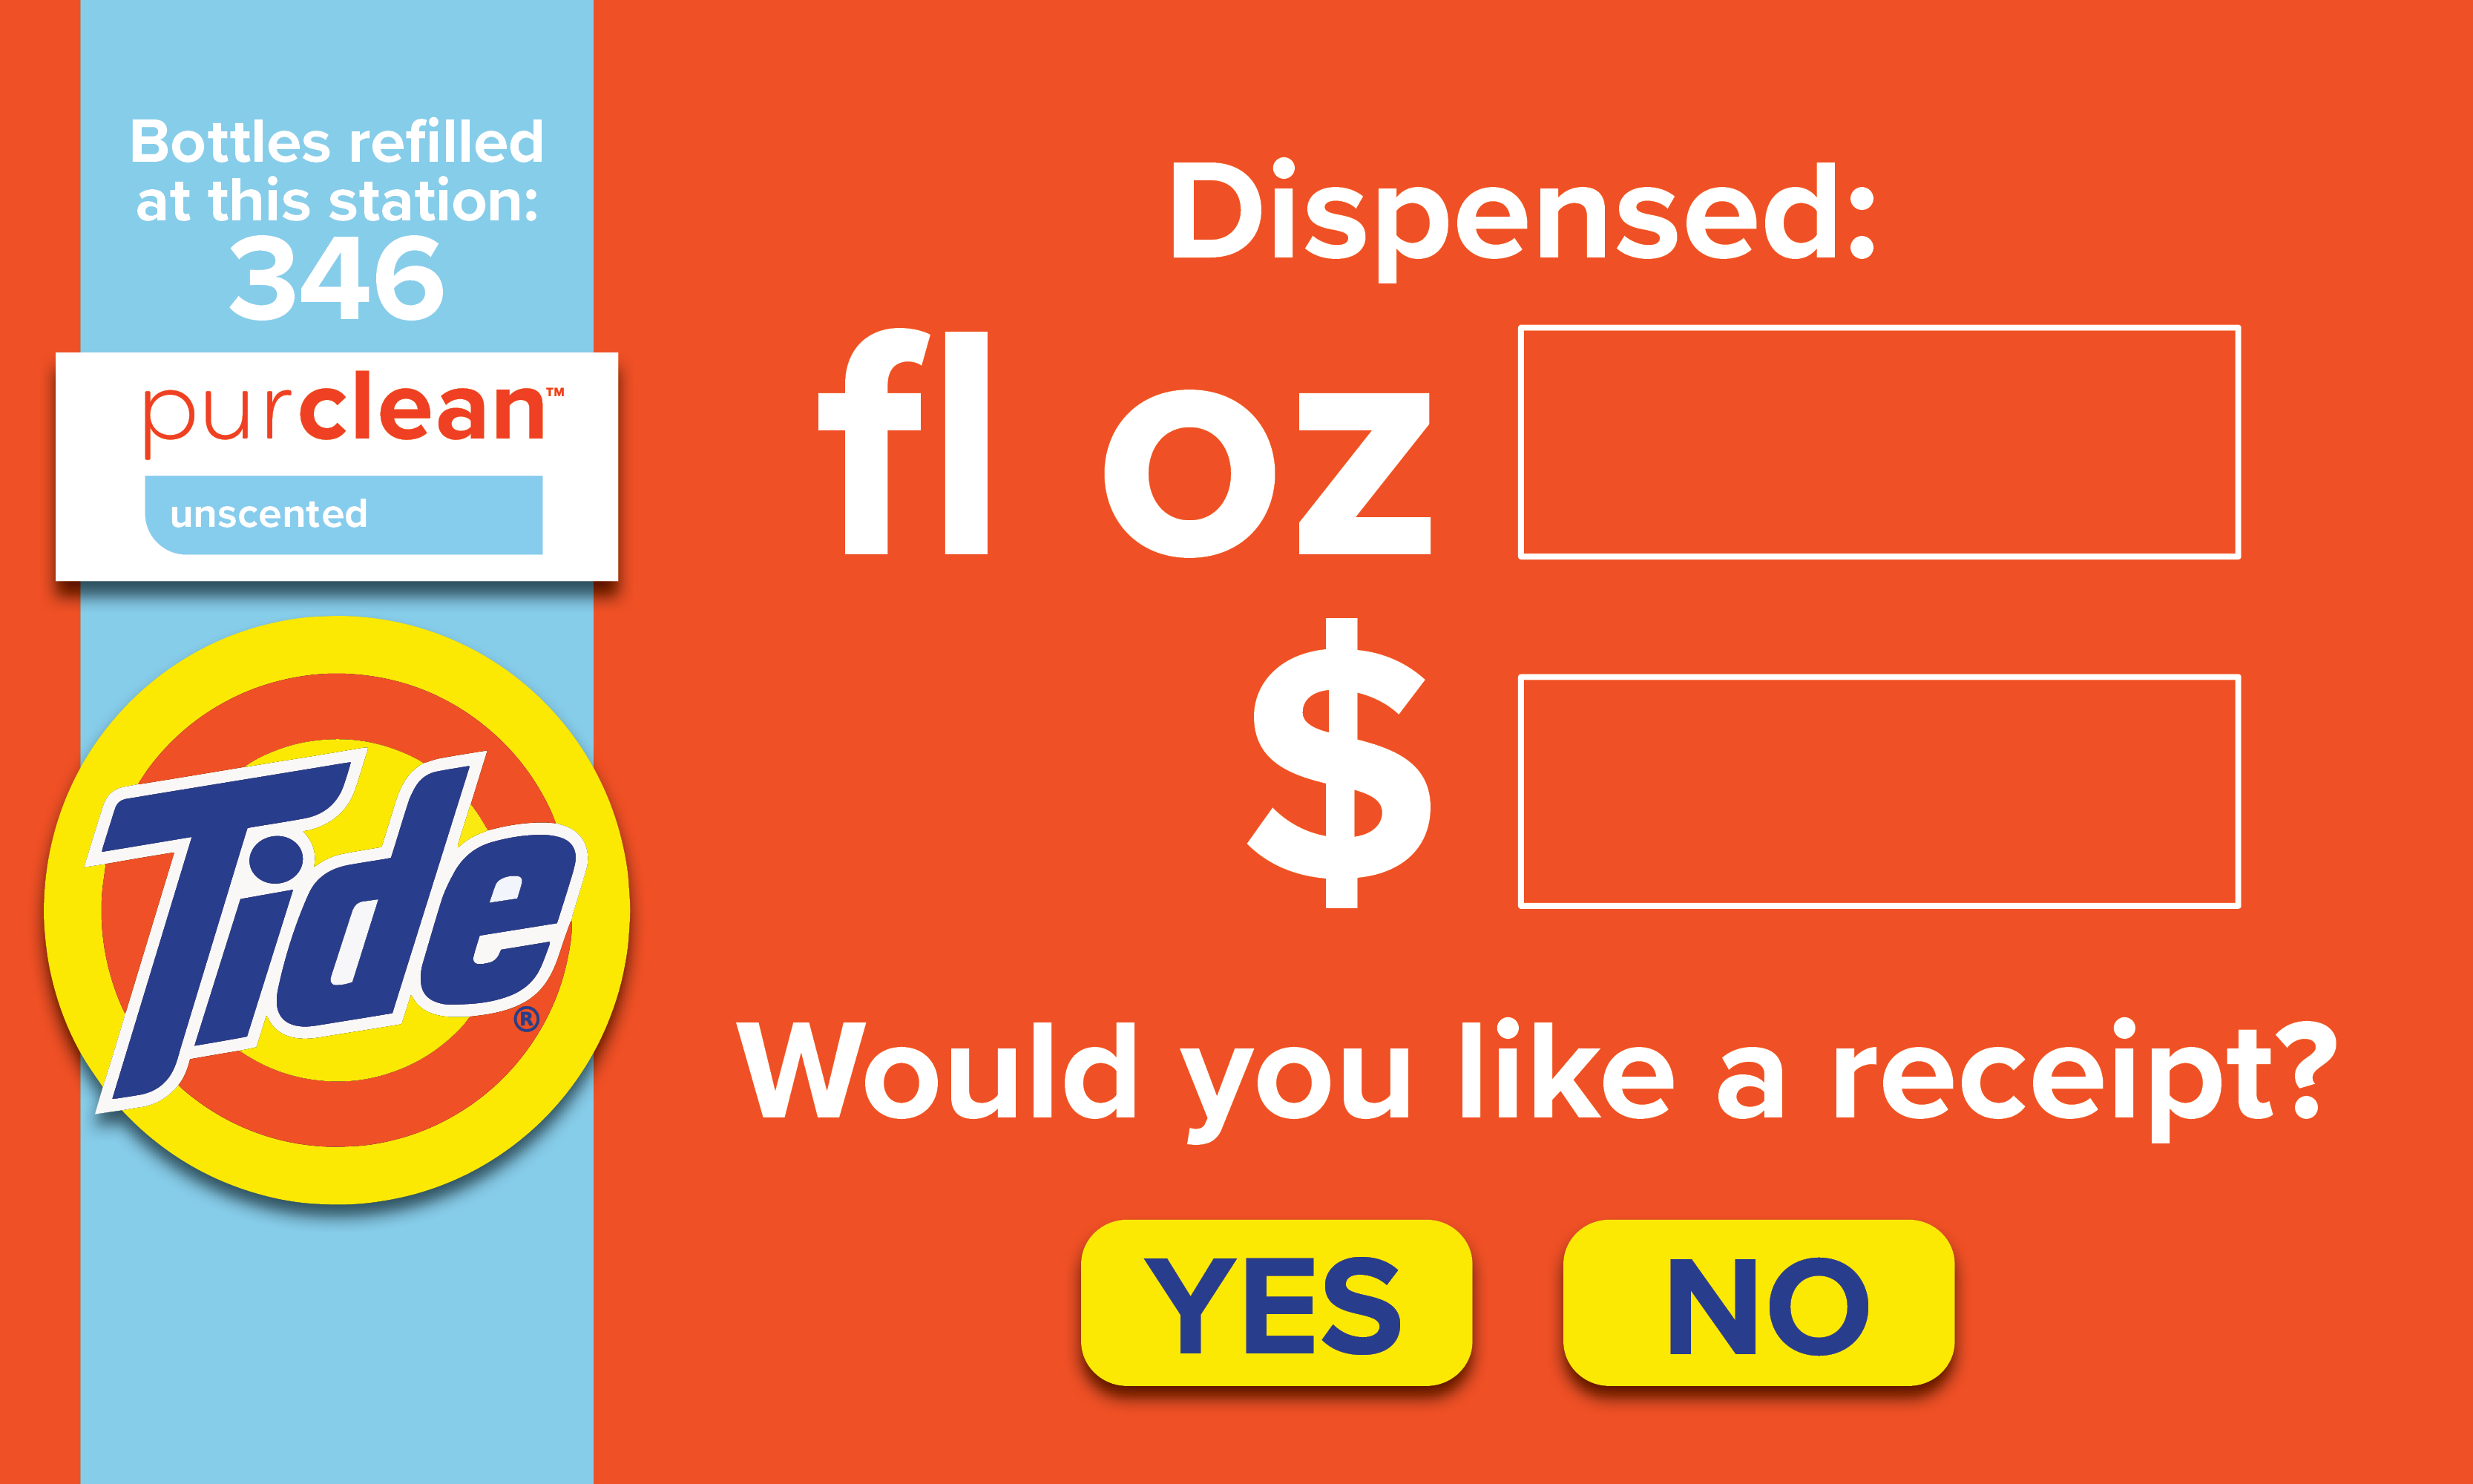 Bottles refilled
at this station:
346
purclean™
unscented
Tide®
Dispensed:
fl oz
$
Would you like a receipt?
YES
NO